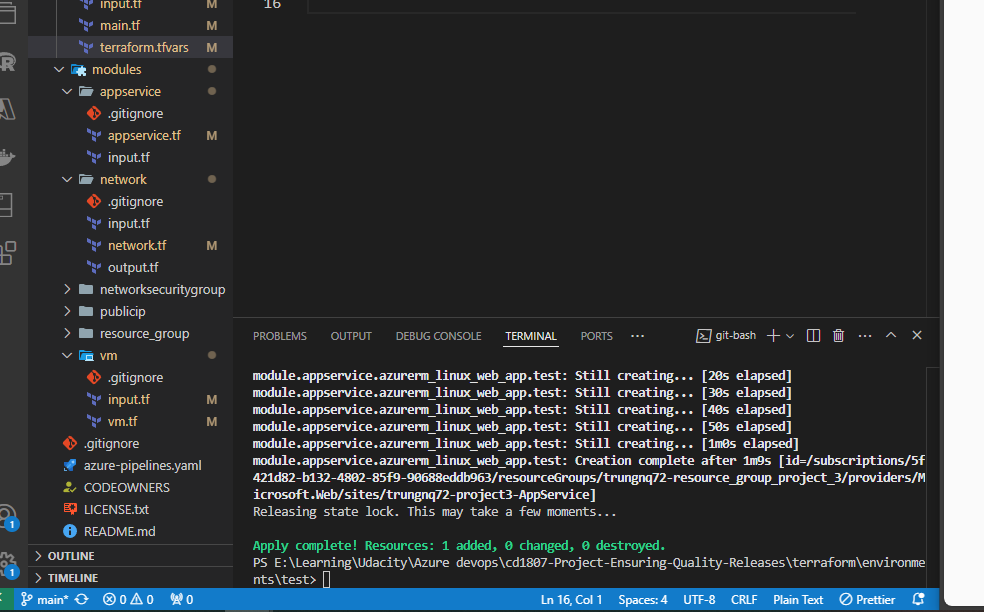 input.tf M
16
main.tf M
terraform.tfvars M
modules
appservice
.gitignore
appservice.tf M
input.tf
network
.gitignore
input.tf
network.tf M
output.tf
networksecuritygroup
publicip
resource_group
vm
.gitignore
input.tf M
vm.tf M
.gitignore
azure-pipelines.yaml
CODEOWNERS
LICENSE.txt
README.md
OUTLINE
TIMELINE
R
1
1
PROBLEMS OUTPUT DEBUG CONSOLE TERMINAL PORTS ··· git-bash
module.appservice.azurerm_linux_web_app.test: Still creating... [20s elapsed]
module.appservice.azurerm_linux_web_app.test: Still creating... [30s elapsed]
module.appservice.azurerm_linux_web_app.test: Still creating... [40s elapsed]
module.appservice.azurerm_linux_web_app.test: Still creating... [50s elapsed]
module.appservice.azurerm_linux_web_app.test: Still creating... [1m0s elapsed]
module.appservice.azurerm_linux_web_app.test: Creation complete after 1m9s [id=/subscriptions/5f
421d82-b132-4802-85f9-90688eddb963/resourceGroups/trungnq72-resource_group_project_3/providers/M
icrosoft.Web/sites/trungnq72-project3-AppService]
Releasing state lock. This may take a few moments...
Apply complete! Resources: 1 added, 0 changed, 0 destroyed.
PS E:\Learning\Udacity\Azure devops\cd1807-Project-Ensuring-Quality-Releases\terraform\environme
nts\test>
main* 0 0 0 Ln 16, Col 1 Spaces: 4 UTF-8 CRLF Plain Text Prettier